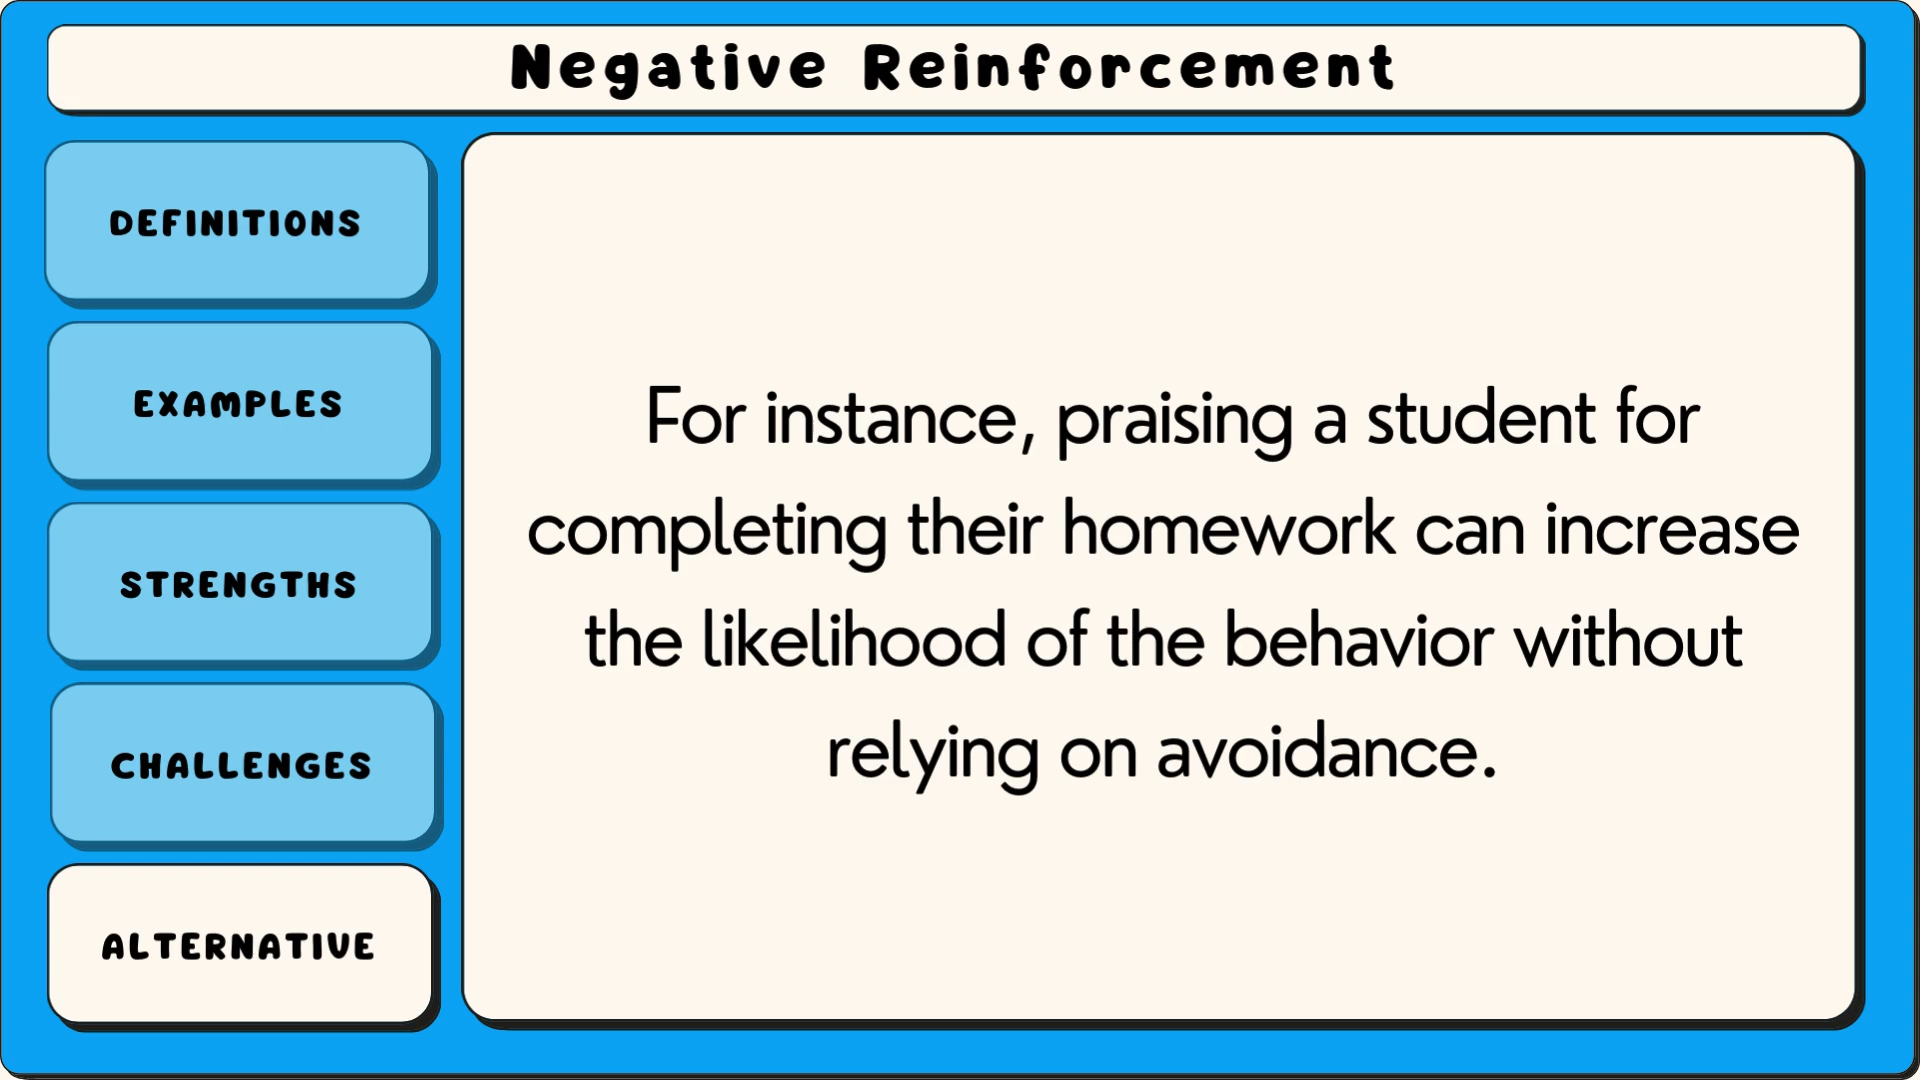 Negative Reinforcement
DEFINITIONS
EXAMPLES
STRENGTHS
CHALLENGES
ALTERNATIVE
For instance, praising a student for
completing their homework can increase
the likelihood of the behavior without
relying on avoidance.